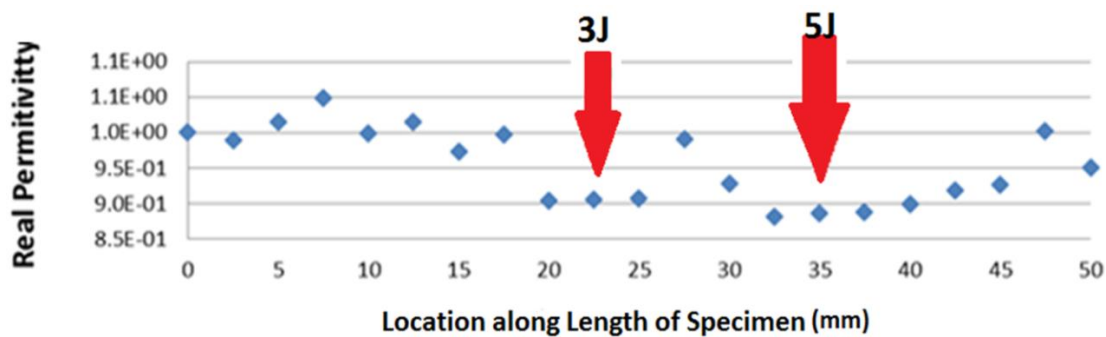 3J
5J
Real Permitivitty
1.1E+00
1.1E+00
1.0E+00
9.5E-01
9.0E-01
8.5E-01
0 5 10 15 20 25 30 35 40 45 50
Location along Length of Specimen (mm)